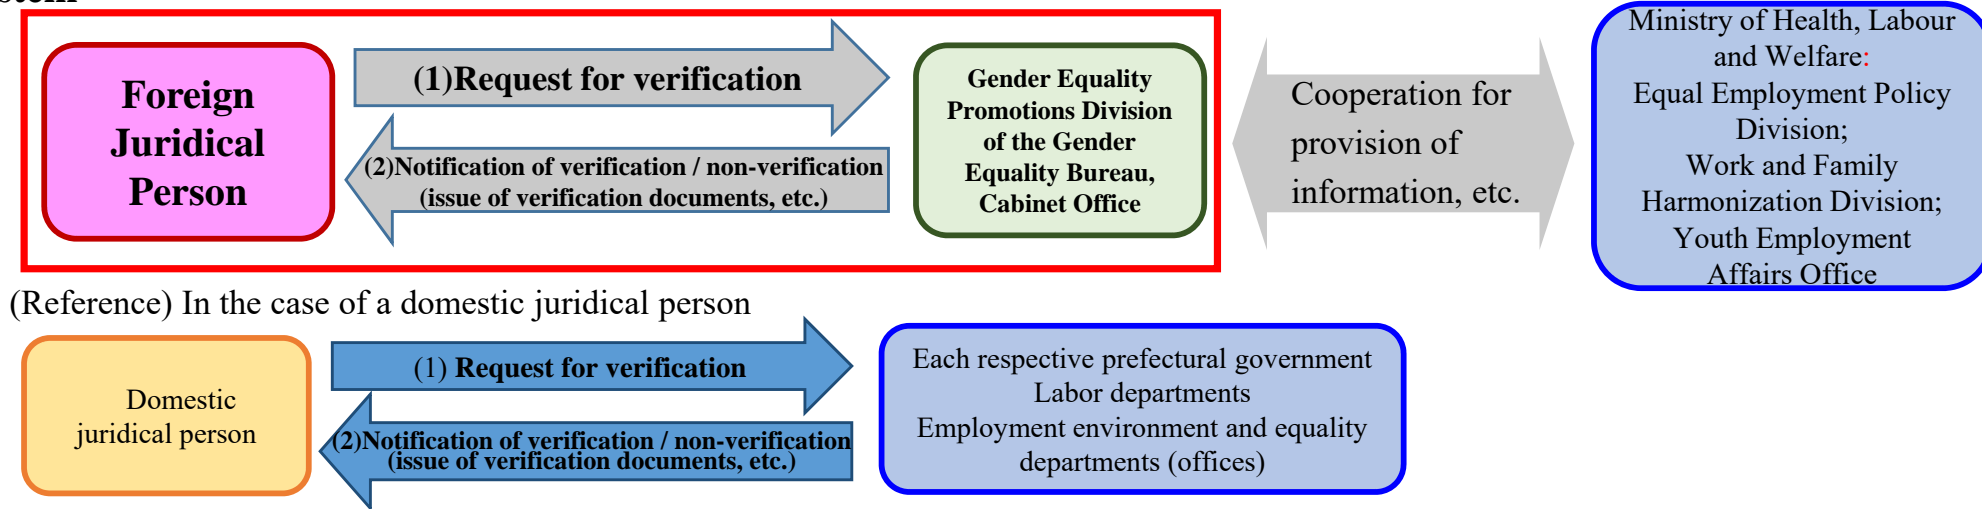 Foreign
Juridical
Person
(1)Request for verification
(2)Notification of verification / non-verification
(issue of verification documents, etc.)
Gender Equality
Promotions Division
of the Gender
Equality Bureau,
Cabinet Office
Cooperation for
provision of
information, etc.
Ministry of Health, Labour
and Welfare:
Equal Employment Policy
Division;
Work and Family
Harmonization Division;
Youth Employment
Affairs Office
(Reference) In the case of a domestic juridical person
Domestic
juridical person
(1) Request for verification
(2)Notification of verification / non-verification
(issue of verification documents, etc.)
Each respective prefectural government
Labor departments
Employment environment and equality
departments (offices)